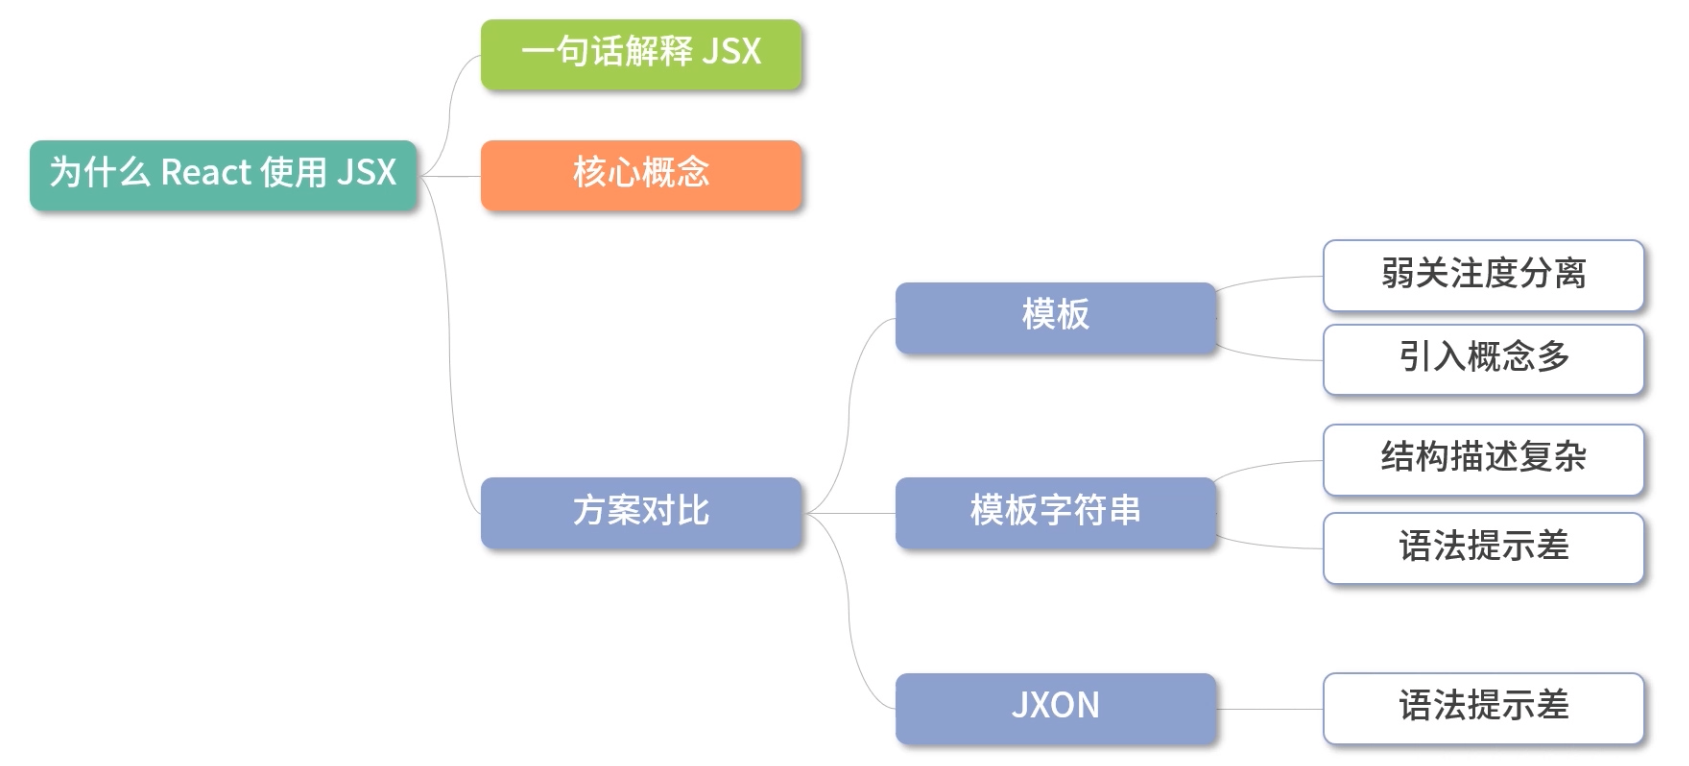 一句话解释 JSX
为什么 React 使用 JSX
核心概念
方案对比
模板
弱关注度分离
引入概念多
模板字符串
结构描述复杂
语法提示差
JXON
语法提示差